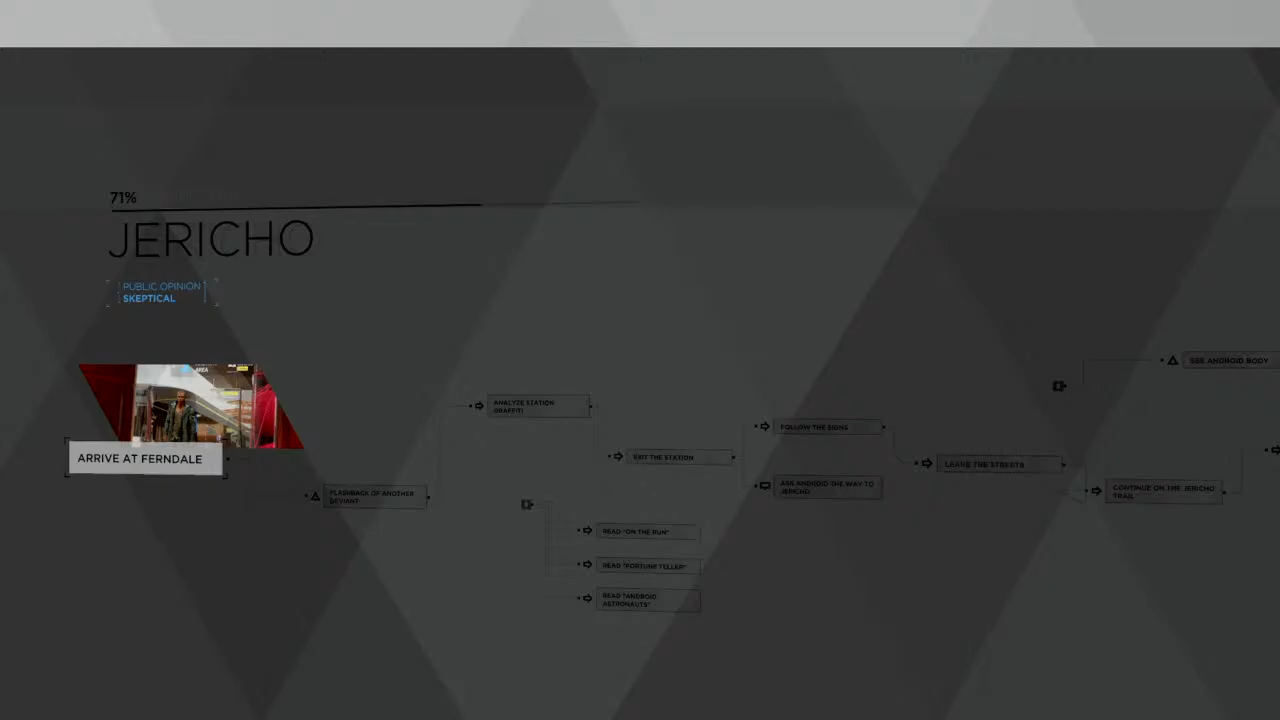 71%
JERICHO
PUBLIC OPINION
SKEPTICAL
AREA
ARRIVE AT FERNDALE
FLASHBACK OF ANOTHER
DEVIANT
ANALYZE STATION
GRAFFITI
EXIT THE STATION
READ "ON THE RUN"
READ "FORTUNE TELLER"
READ "ANDROID
ASTRONAUTS"
FOLLOW THE SIGNS
ASK ANDROID THE WAY TO
JERICHO
LEAVE THE STREETS
CONTINUE ON THE JERICHO
TRAIL
SEE ANDROID BODY